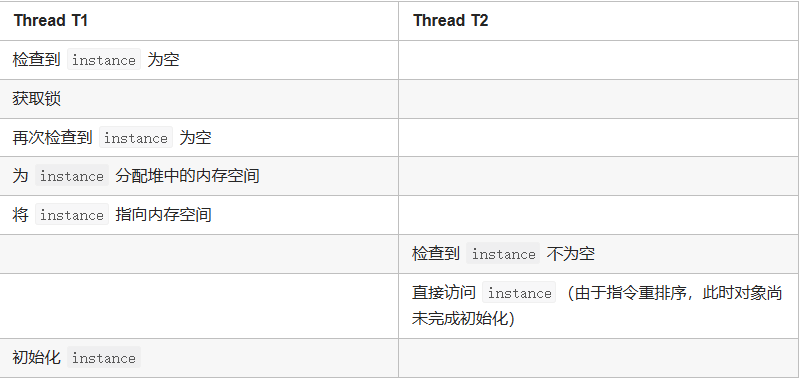 Thread T1
Thread T2
检查到 instance 为空
获取锁
再次检查到 instance 为空
为 instance 分配堆中的内存空间
将 instance 指向内存空间
检查到 instance 不为空
直接访问 instance （由于指令重排序，此时对象尚
未完成初始化）
初始化 instance